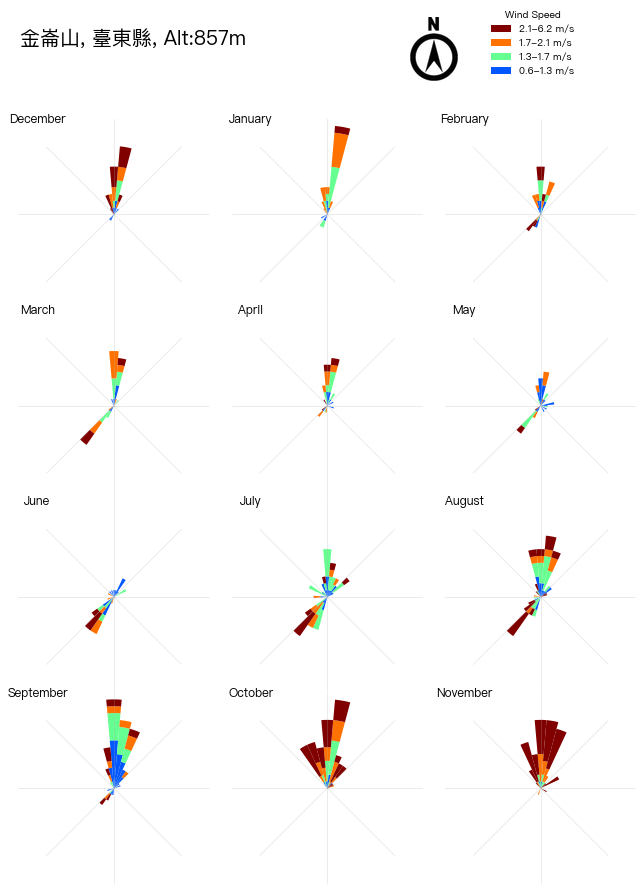 金崙山, 臺東縣, Alt:857m
N
Wind Speed
2.1–6.2 m/s
1.7–2.1 m/s
1.3–1.7 m/s
0.6–1.3 m/s
December
January
February
March
April
May
June
July
August
September
October
November